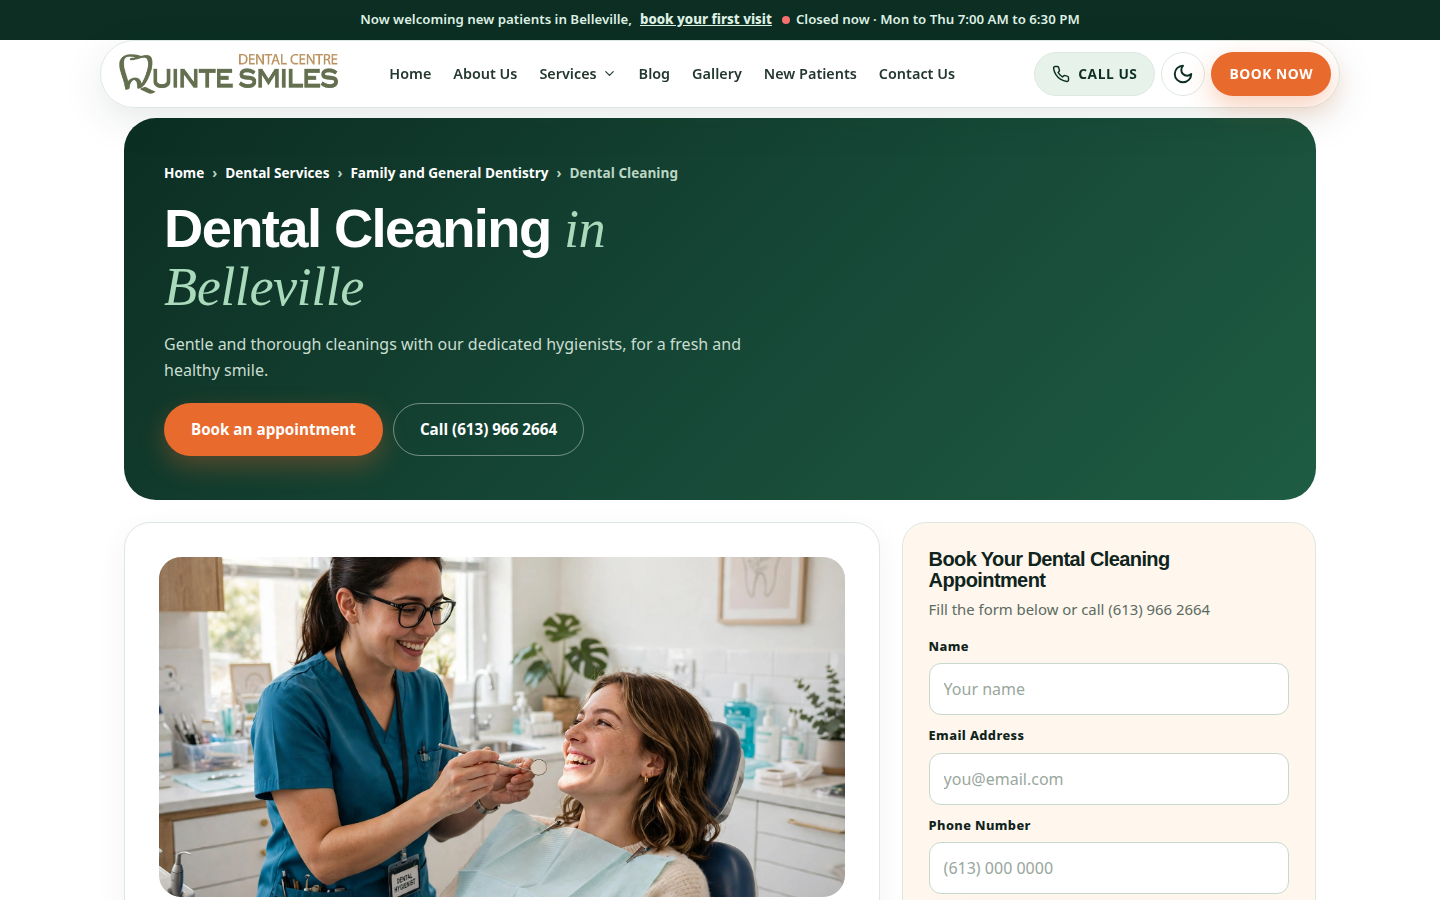 Now welcoming new patients in Belleville, book your first visit Closed now · Mon to Thu 7:00 AM to 6:30 PM
DENTAL CENTRE
QUINTE SMILES
Home About Us Services Blog Gallery New Patients Contact Us CALL US BOOK NOW
Home › Dental Services › Family and General Dentistry › Dental Cleaning
Dental Cleaning in
Belleville
Gentle and thorough cleanings with our dedicated hygienists, for a fresh and
healthy smile.
Book an appointment Call (613) 966 2664
DENTAL
HYGIENIST
Book Your Dental Cleaning
Appointment
Fill the form below or call (613) 966 2664
Name
Your name
Email Address
you@email.com
Phone Number
(613) 000 0000